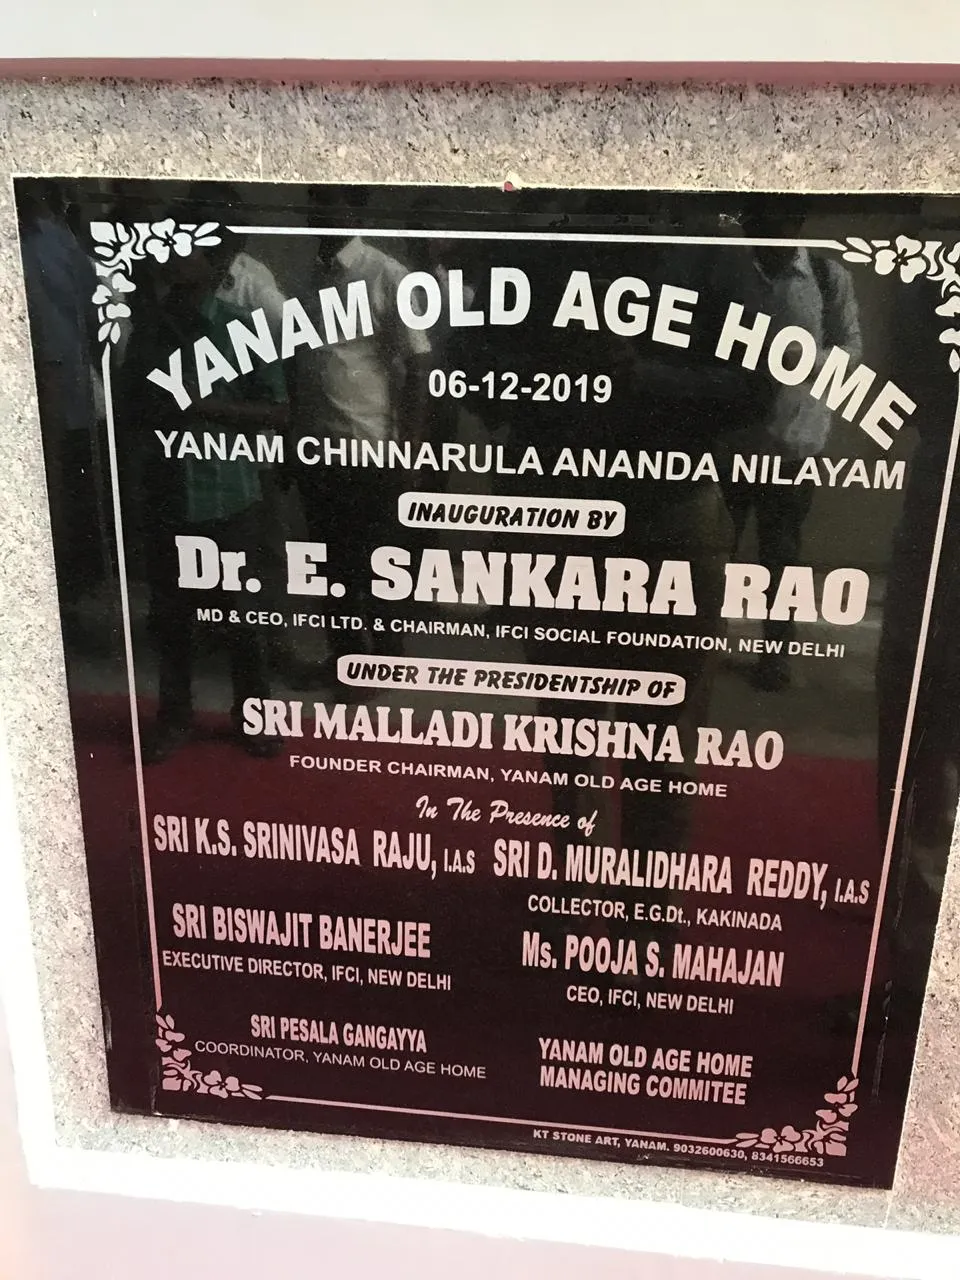 YANAM OLD AGE HOME
06-12-2019
YANAM CHINNARULA ANANDA NILAYAM
INAUGURATION BY
Dr. E. SANKARA RAO
MD & CEO, IFCI LTD. & CHAIRMAN, IFCI SOCIAL FOUNDATION, NEW DELHI
UNDER THE PRESIDENTSHIP OF
SRI MALLADI KRISHNA RAO
FOUNDER CHAIRMAN, YANAM OLD AGE HOME
In The Presence of
SRI K.S. SRINIVASA RAJU, I.A.S
SRI D. MURALIDHARA REDDY, I.A.S
COLLECTOR, E.G.Dt., KAKINADA
SRI BISWAJIT BANERJEE
EXECUTIVE DIRECTOR, IFCI, NEW DELHI
Ms. POOJA S. MAHAJAN
CEO, IFCI, NEW DELHI
SRI PESALA GANGAYYA
COORDINATOR, YANAM OLD AGE HOME
YANAM OLD AGE HOME
MANAGING COMMITEE
KT STONE ART, YANAM. 9032600630, 8341566653